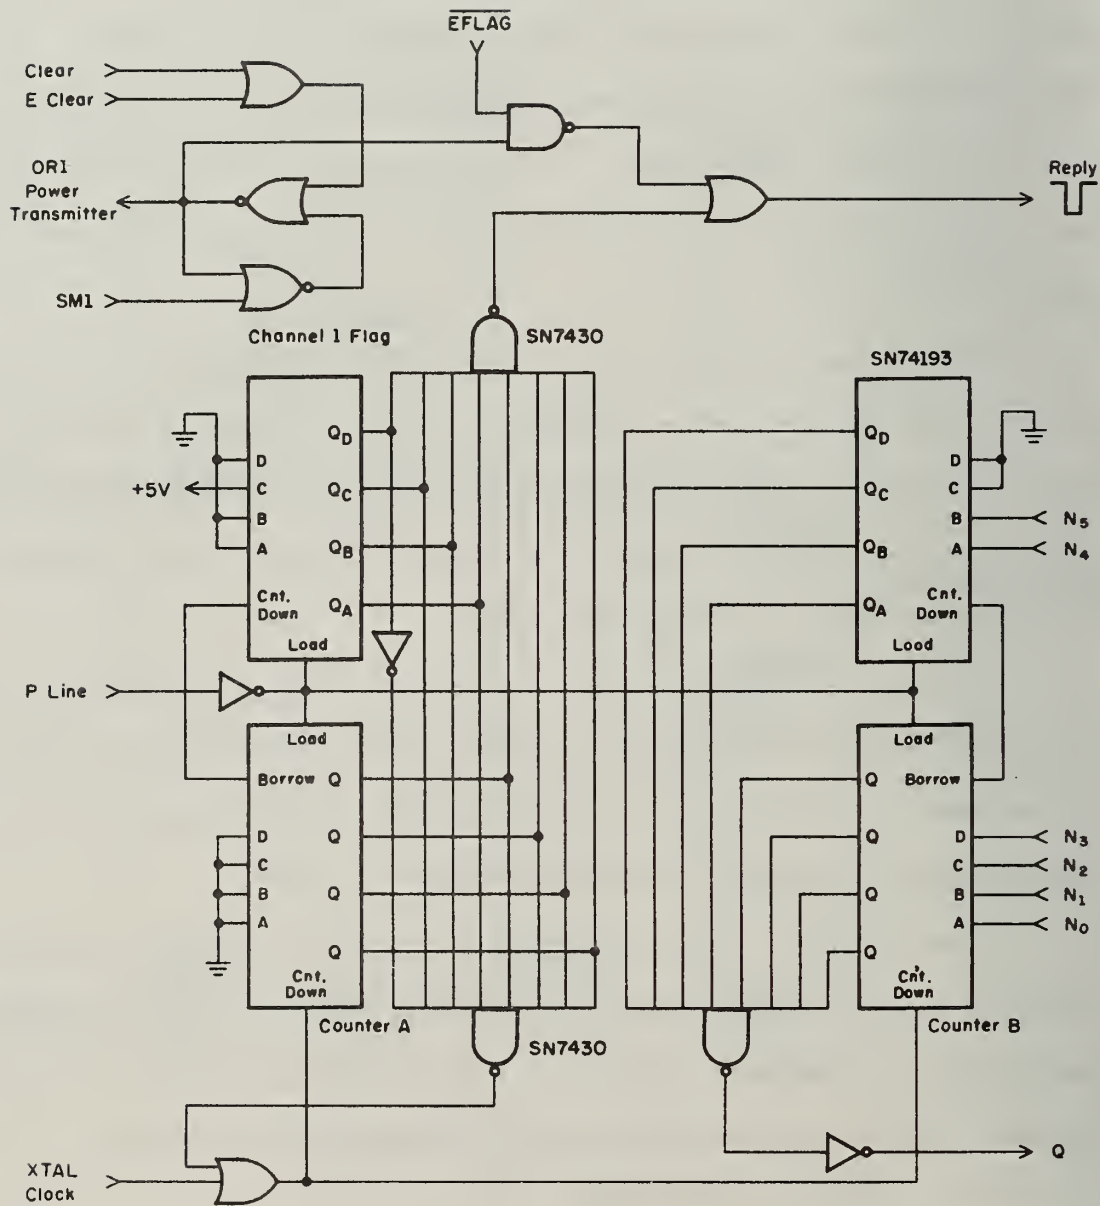 EFLAG
Clear
E Clear
OR1
Power
Transmitter
Reply
SM1
Channel 1 Flag
SN7430
SN74193
QD
D
+5V
C
QC
B
A
QB
Cnt.
Down
QA
Load
QD
D
QC
C
B
N5
QB
A
N4
Cnt.
Down
QA
Load
P Line
Load
Borrow
Q
D
Q
C
B
Q
A
Q
Cnt.
Down
Counter A
Load
Q
Borrow
Q
D
N3
C
N2
Q
B
N1
A
N0
Q
Cnt.
Down
Counter B
SN7430
XTAL
Clock
Q